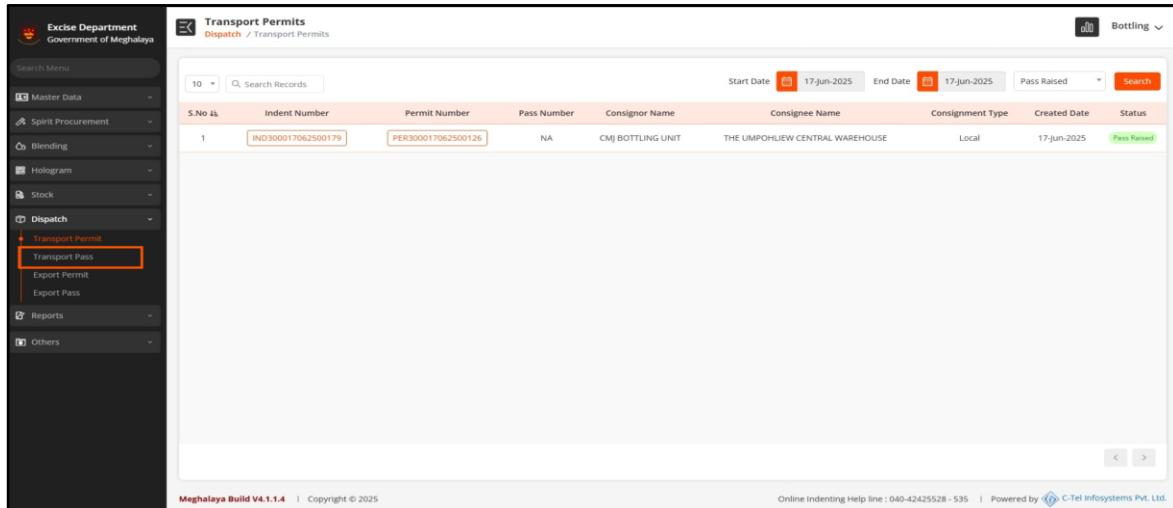 Excise Department
Government of Meghalaya
Search Menu
Master Data
Spirit Procurement
Blending
Hologram
Stock
Dispatch
Transport Permit
Transport Pass
Export Permit
Export Pass
Reports
Others
Transport Permits
Dispatch / Transport Permits
Bottling
10 Search Records Start Date 17-Jun-2025 End Date 17-Jun-2025 Pass Raised Search
S.No Indent Number Permit Number Pass Number Consignor Name Consignee Name Consignment Type Created Date Status
1 IND300017062500179 PER300017062500126 NA CMJ BOTTLING UNIT THE UMPOHLIEW CENTRAL WAREHOUSE Local 17-Jun-2025 Pass Raised
< >
Meghalaya Build V4.1.1.4 | Copyright © 2025 Online Indenting Help line : 040-42425528 - 535 | Powered by C-Tel Infosystems Pvt. Ltd.